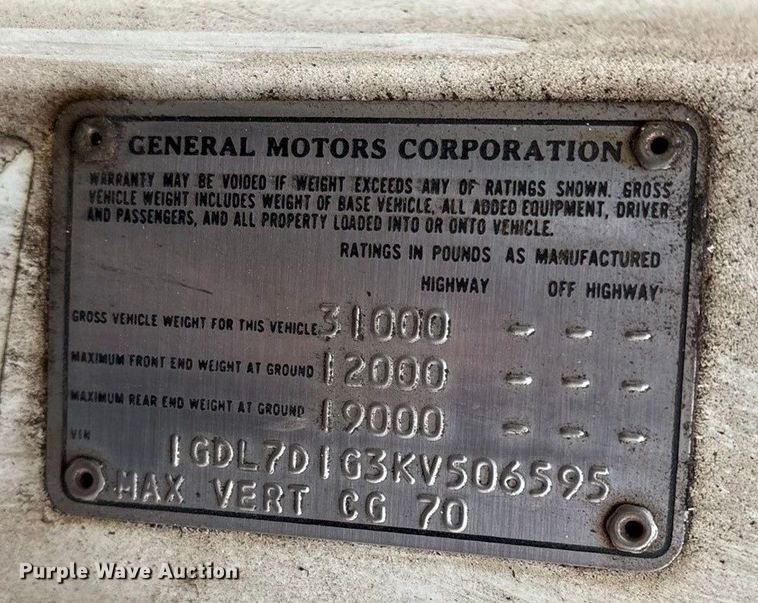 GENERAL MOTORS CORPORATION
WARRANTY MAY BE VOIDED IF WEIGHT EXCEEDS ANY OF RATINGS SHOWN. GROSS
VEHICLE WEIGHT INCLUDES WEIGHT OF BASE VEHICLE, ALL ADDED EQUIPMENT, DRIVER
AND PASSENGERS, AND ALL PROPERTY LOADED INTO OR ONTO VEHICLE.
RATINGS IN POUNDS AS MANUFACTURED
HIGHWAY OFF HIGHWAY
GROSS VEHICLE WEIGHT FOR THIS VEHICLE 31000 - - -
MAXIMUM FRONT END WEIGHT AT GROUND 12000 - - -
MAXIMUM REAR END WEIGHT AT GROUND 19000 - - -
VIN 1GDL7D1G3KV506595
MAX VERT CG 70
Purple Wave Auction